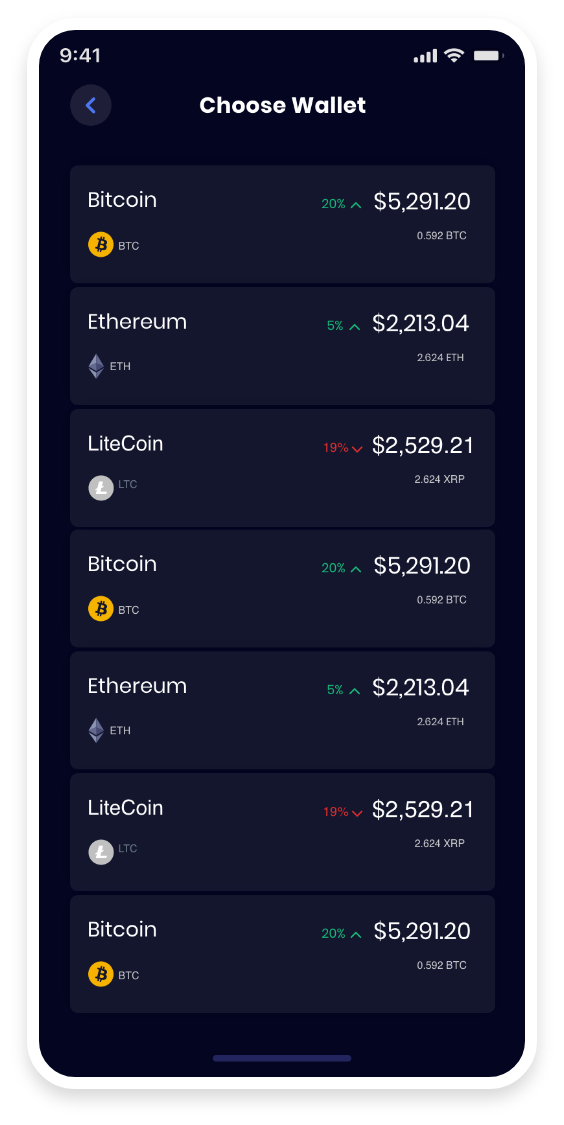 9:41
Choose Wallet
Bitcoin 20% $5,291.20
BTC 0.592 BTC
Ethereum 5% $2,213.04
ETH 2.624 ETH
LiteCoin 19% $2,529.21
LTC 2.624 XRP
Bitcoin 20% $5,291.20
BTC 0.592 BTC
Ethereum 5% $2,213.04
ETH 2.624 ETH
LiteCoin 19% $2,529.21
LTC 2.624 XRP
Bitcoin 20% $5,291.20
BTC 0.592 BTC